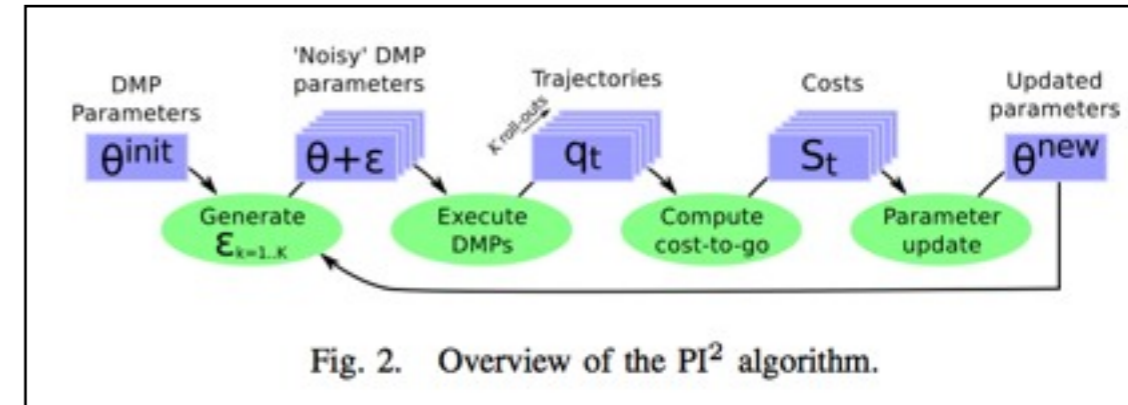 DMP
Parameters
θinit
'Noisy' DMP
parameters
θ+ε
K roll-outs
Trajectories
qt
Costs
St
Updated
parameters
θnew
Generate
εk=1..K
Execute
DMPs
Compute
cost-to-go
Parameter
update
Fig. 2. Overview of the PI² algorithm.